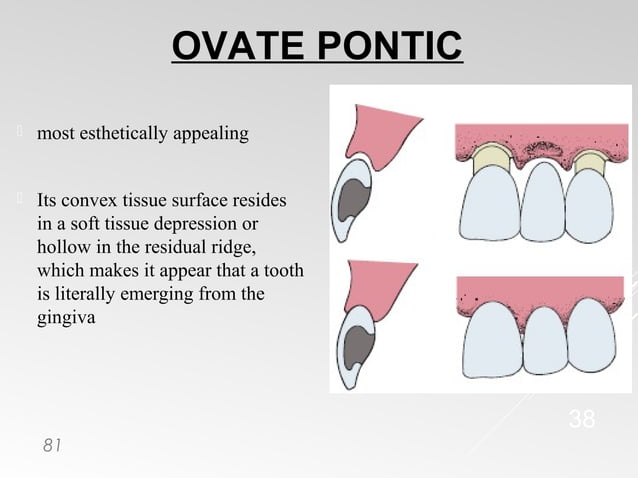 OVATE PONTIC
most esthetically appealing
Its convex tissue surface resides
in a soft tissue depression or
hollow in the residual ridge,
which makes it appear that a tooth
is literally emerging from the
gingiva
38
81